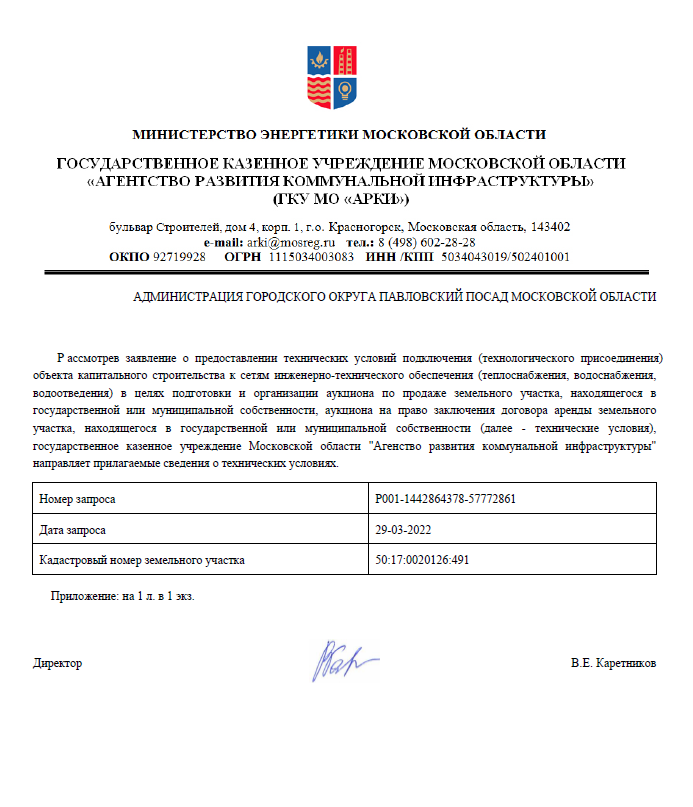 МИНИСТЕРСТВО ЭНЕРГЕТИКИ МОСКОВСКОЙ ОБЛАСТИ
ГОСУДАРСТВЕННОЕ КАЗЕННОЕ УЧРЕЖДЕНИЕ МОСКОВСКОЙ ОБЛАСТИ
«АГЕНТСТВО РАЗВИТИЯ КОММУНАЛЬНОЙ ИНФРАСТРУКТУРЫ»
(ГКУ МО «АРКИ»)
бульвар Строителей, дом 4, корп. 1, г.о. Красногорск, Московская область, 143402
e-mail: arki@mosreg.ru тел.: 8 (498) 602-28-28
ОКПО 92719928 ОГРН 1115034003083 ИНН /КПП 5034043019/502401001
АДМИНИСТРАЦИЯ ГОРОДСКОГО ОКРУГА ПАВЛОВСКИЙ ПОСАД МОСКОВСКОЙ ОБЛАСТИ
Рассмотрев заявление о предоставлении технических условий подключения (технологического присоединения)
объекта капитального строительства к сетям инженерно-технического обеспечения (теплоснабжения, водоснабжения,
водоотведения) в целях подготовки и организации аукциона по продаже земельного участка, находящегося в
государственной или муниципальной собственности, аукциона на право заключения договора аренды земельного
участка, находящегося в государственной или муниципальной собственности (далее - технические условия),
государственное казенное учреждение Московской области "Агенство развития коммунальной инфраструктуры"
направляет прилагаемые сведения о технических условиях.
Номер запроса P001-1442864378-57772861
Дата запроса 29-03-2022
Кадастровый номер земельного участка 50:17:0020126:491
Приложение: на 1 л. в 1 экз.
Директор В.Е. Каретников